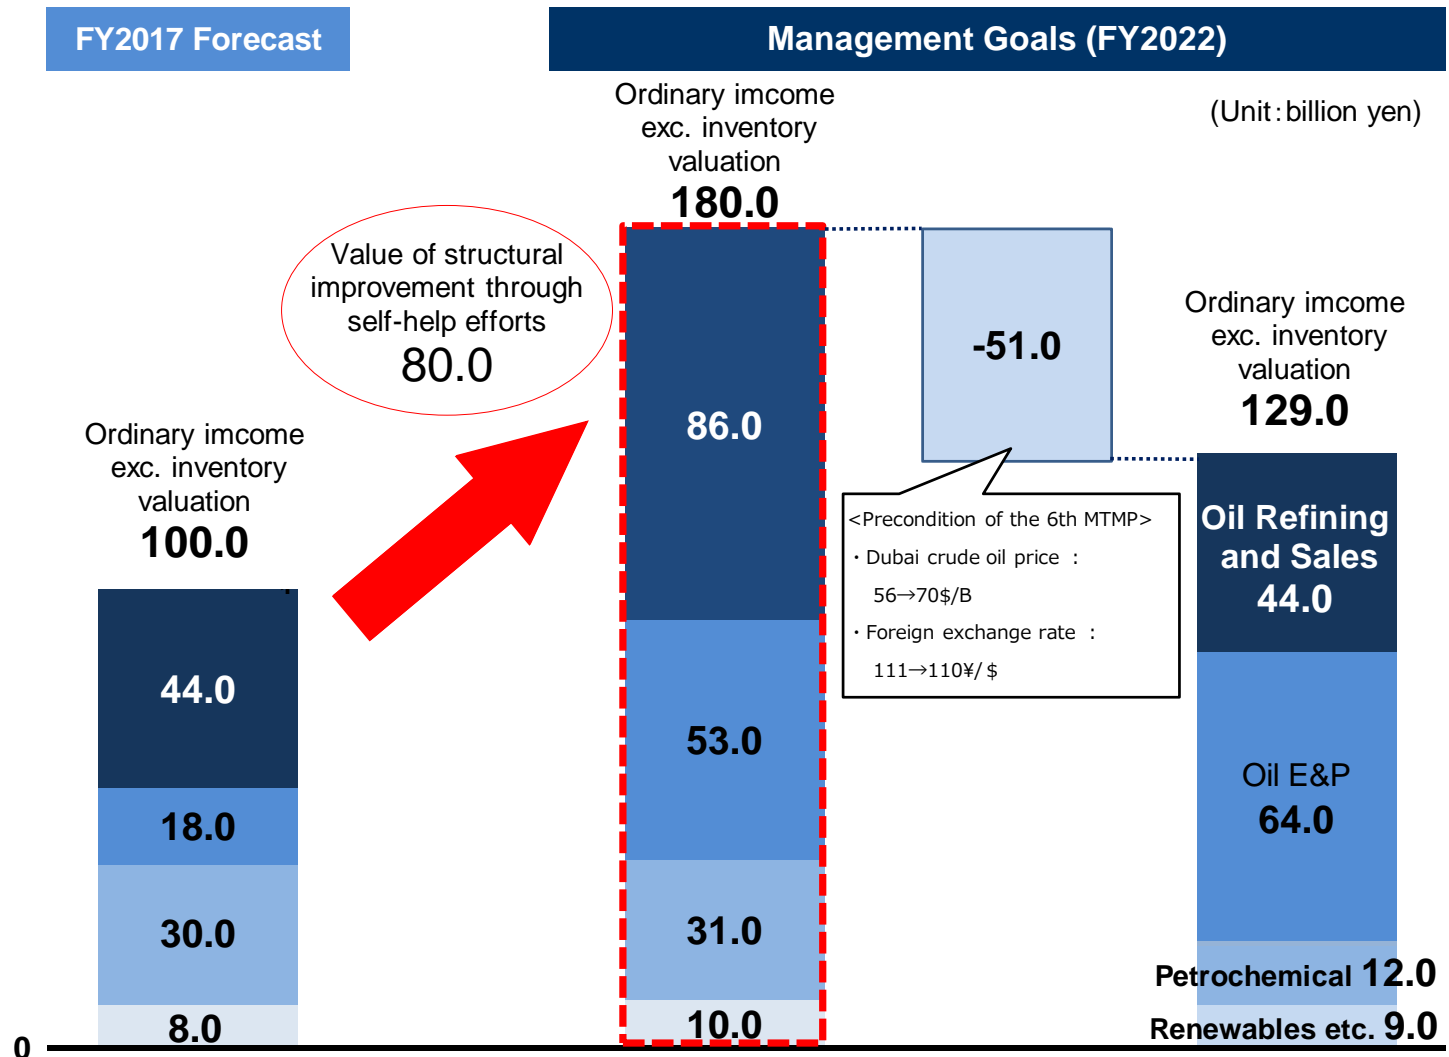 FY2017 Forecast
Management Goals (FY2022)
(Unit：billion yen)
Ordinary imcome
exc. inventory
valuation
180.0
Value of structural
improvement through
self-help efforts
80.0
Ordinary imcome
exc. inventory
valuation
100.0
44.0
18.0
30.0
8.0
0
86.0
53.0
31.0
10.0
-51.0
<Precondition of the 6th MTMP>
・Dubai crude oil price ：
56→70$/B
・Foreign exchange rate ：
111→110¥/$
Ordinary imcome
exc. inventory
valuation
129.0
Oil Refining
and Sales
44.0
Oil E&P
64.0
Petrochemical 12.0
Renewables etc. 9.0